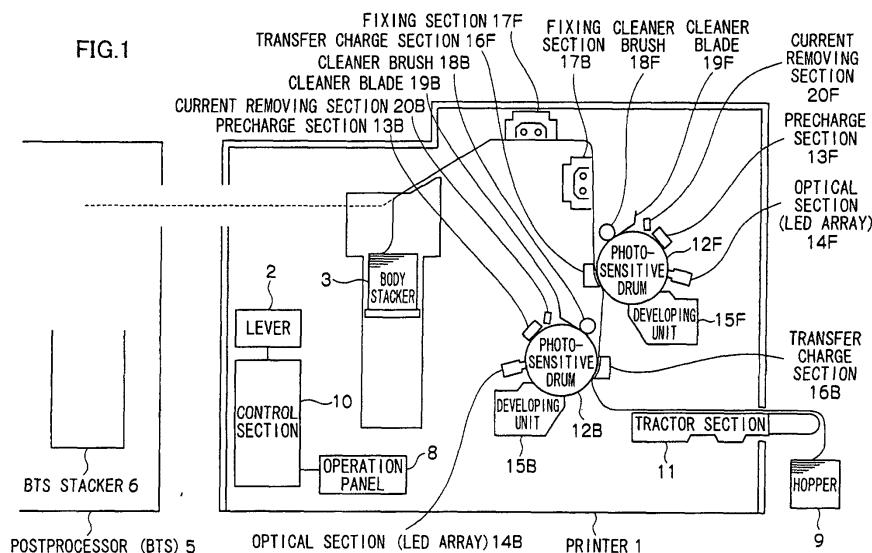 FIG.1
FIXING SECTION 17F
TRANSFER CHARGE SECTION 16F
CLEANER BRUSH 18B
CLEANER BLADE 19B
CURRENT REMOVING SECTION 20B
PRECHARGE SECTION 13B
FIXING
SECTION
17B
CLEANER
BRUSH
18F
CLEANER
BLADE
19F
CURRENT
REMOVING
SECTION
20F
PRECHARGE
SECTION
13F
OPTICAL
SECTION
(LED ARRAY)
14F
12F
PHOTO-
SENSITIVE
DRUM
DEVELOPING
UNIT
15F
3
BODY
STACKER
2
LEVER
PHOTO-
SENSITIVE
DRUM
TRANSFER
CHARGE
SECTION
16B
10
CONTROL
SECTION
DEVELOPING
UNIT
12B
15B
TRACTOR SECTION
11
8
OPERATION
PANEL
HOPPER
9
BTS STACKER 6
POSTPROCESSOR (BTS) 5
OPTICAL SECTION (LED ARRAY) 14B
PRINTER 1